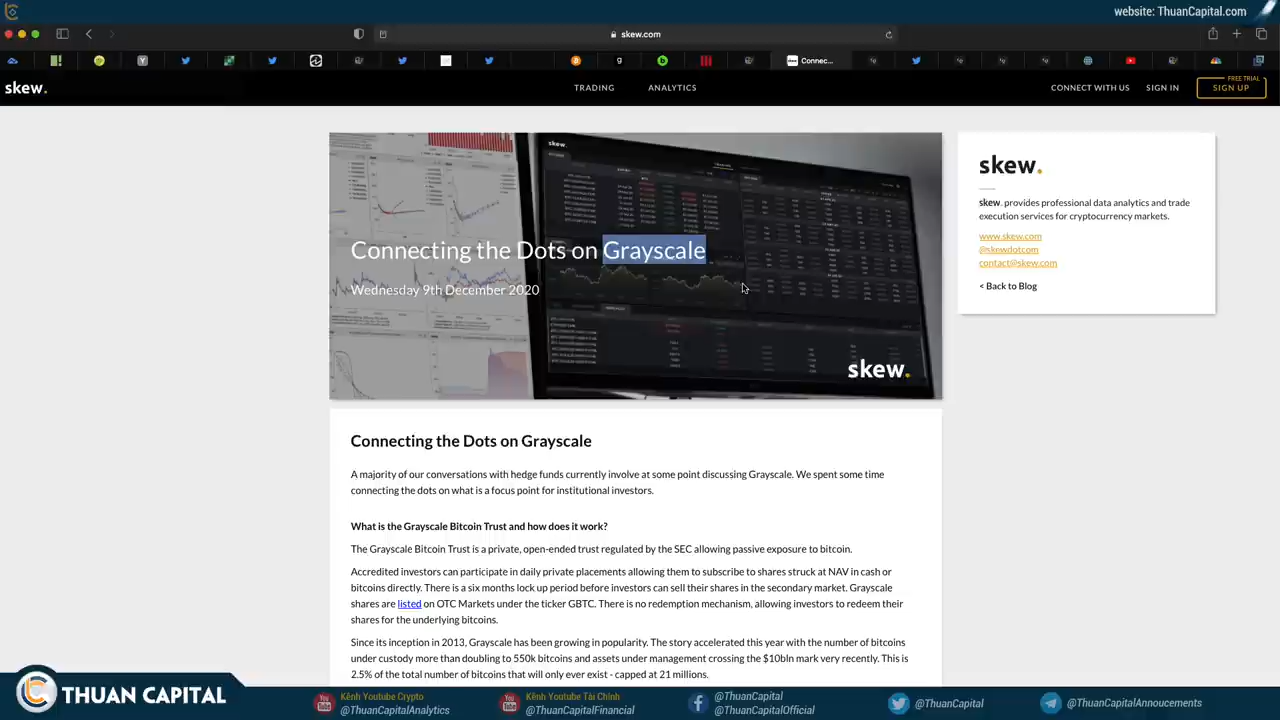 website: ThuanCapital.com
skew.com
Connec...
skew.
TRADING
ANALYTICS
CONNECT WITH US
SIGN IN
FREE TRIAL
SIGN UP
skew.
Connecting the Dots on Grayscale
Wednesday 9th December 2020
skew.
skew.
skew. provides professional data analytics and trade
execution services for cryptocurrency markets.
www.skew.com
@skewdotcom
contact@skew.com
< Back to Blog
Connecting the Dots on Grayscale
A majority of our conversations with hedge funds currently involve at some point discussing Grayscale. We spent some time
connecting the dots on what is a focus point for institutional investors.
What is the Grayscale Bitcoin Trust and how does it work?
The Grayscale Bitcoin Trust is a private, open-ended trust regulated by the SEC allowing passive exposure to bitcoin.
Accredited investors can participate in daily private placements allowing them to subscribe to shares struck at NAV in cash or
bitcoins directly. There is a six months lock up period before investors can sell their shares in the secondary market. Grayscale
shares are listed on OTC Markets under the ticker GBTC. There is no redemption mechanism, allowing investors to redeem their
shares for the underlying bitcoins.
Since its inception in 2013, Grayscale has been growing in popularity. The story accelerated this year with the number of bitcoins
under custody more than doubling to 550k bitcoins and assets under management crossing the $10bln mark very recently. This is
2.5% of the total number of bitcoins that will only ever exist - capped at 21 millions.
THUAN CAPITAL
Kênh Youtube Crypto
@ThuanCapitalAnalytics
Kênh Youtube Tài Chính
@ThuanCapitalFinancial
@ThuanCapital
@ThuanCapitalOfficial
@ThuanCapital
@ThuanCapitalAnnoucements